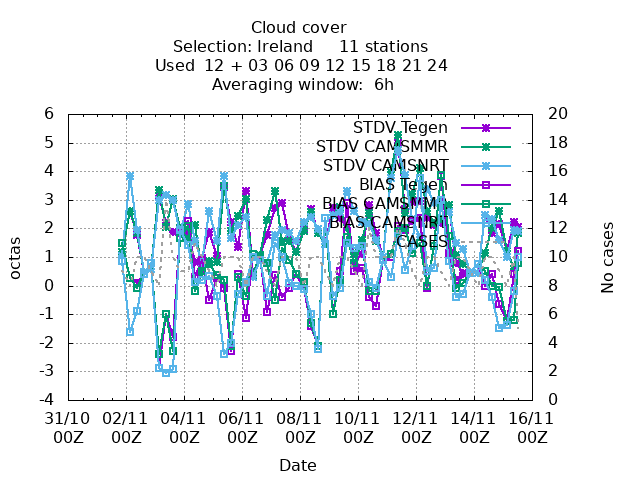 Cloud cover
Selection: Ireland     11 stations
Used  12 + 03 06 09 12 15 18 21 24
Averaging window:  6h
STDV Tegen
STDV CAMSMMR
STDV CAMSNRT
BIAS Tegen
BIAS CAMSMMR
BIAS CAMSNRT
CASES
6
5
4
3
2
1
0
-1
-2
-3
-4
octas
20
18
16
14
12
10
8
6
4
2
0
No cases
31/10 02/11 04/11 06/11 08/11 10/11 12/11 14/11 16/11
00Z 00Z 00Z 00Z 00Z 00Z 00Z 00Z 00Z
Date